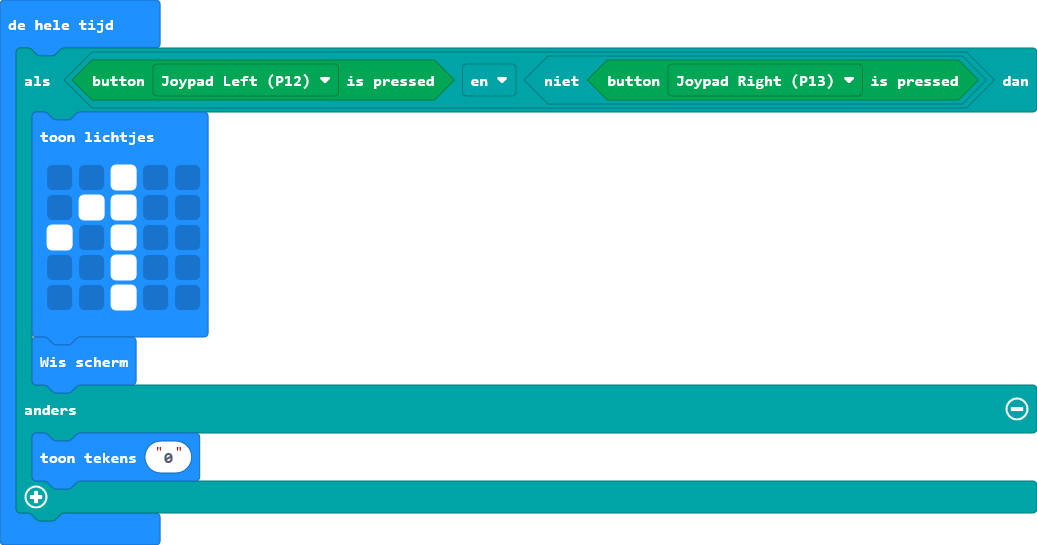 de hele tijd
als button Joypad Left (P12) is pressed en niet button Joypad Right (P13) is pressed dan
toon lichtjes
Wis scherm
anders
toon tekens "0"